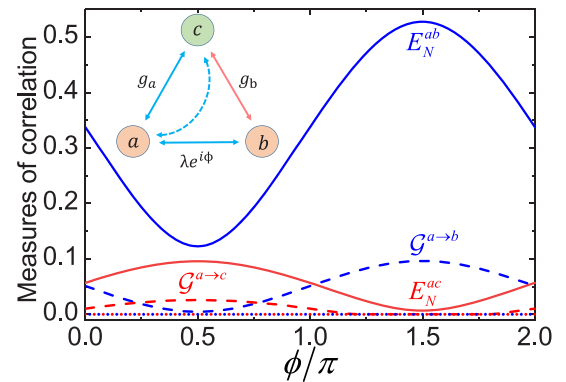 Measures of correlation
0.5
0.4
0.3
0.2
0.1
0.0
c
g_a
g_b
a
b
λe^{iϕ}
E_N^{ab}
𝒢^{a→b}
𝒢^{a→c}
E_N^{ac}
0.0 0.5 1.0 1.5 2.0
ϕ/π